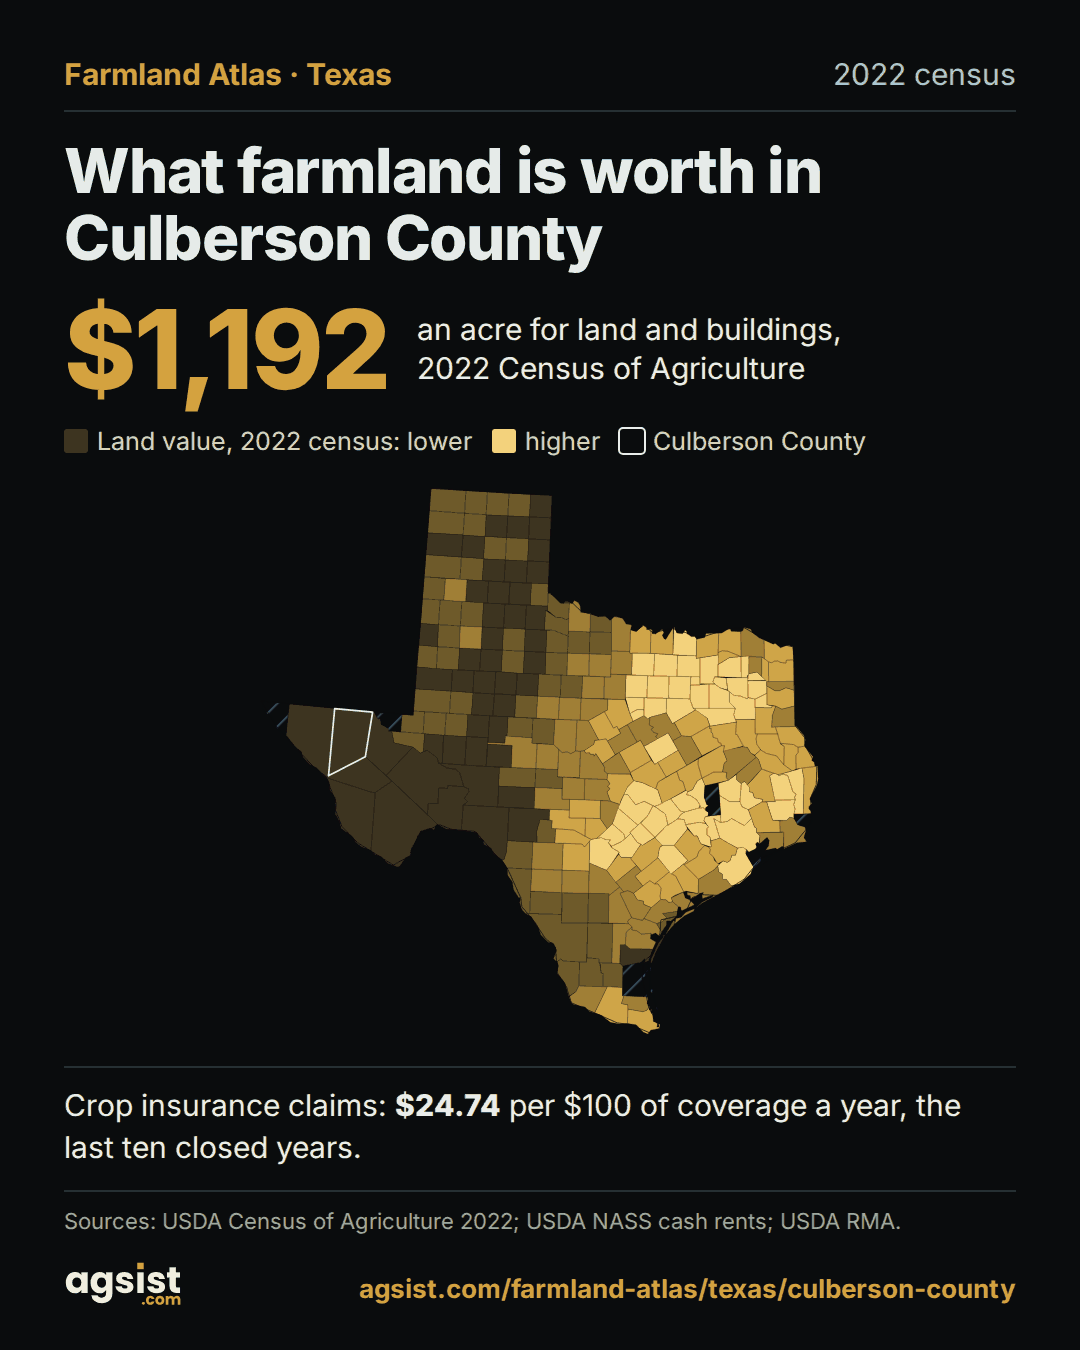 Farmland Atlas · Texas
2022 census
What farmland is worth in
Culberson County
$1,192
an acre for land and buildings,
2022 Census of Agriculture
Land value, 2022 census: lower
higher
Culberson County
Crop insurance claims: $24.74 per $100 of coverage a year, the
last ten closed years.
Sources: USDA Census of Agriculture 2022; USDA NASS cash rents; USDA RMA.
agsist
.com
agsist.com/farmland-atlas/texas/culberson-county